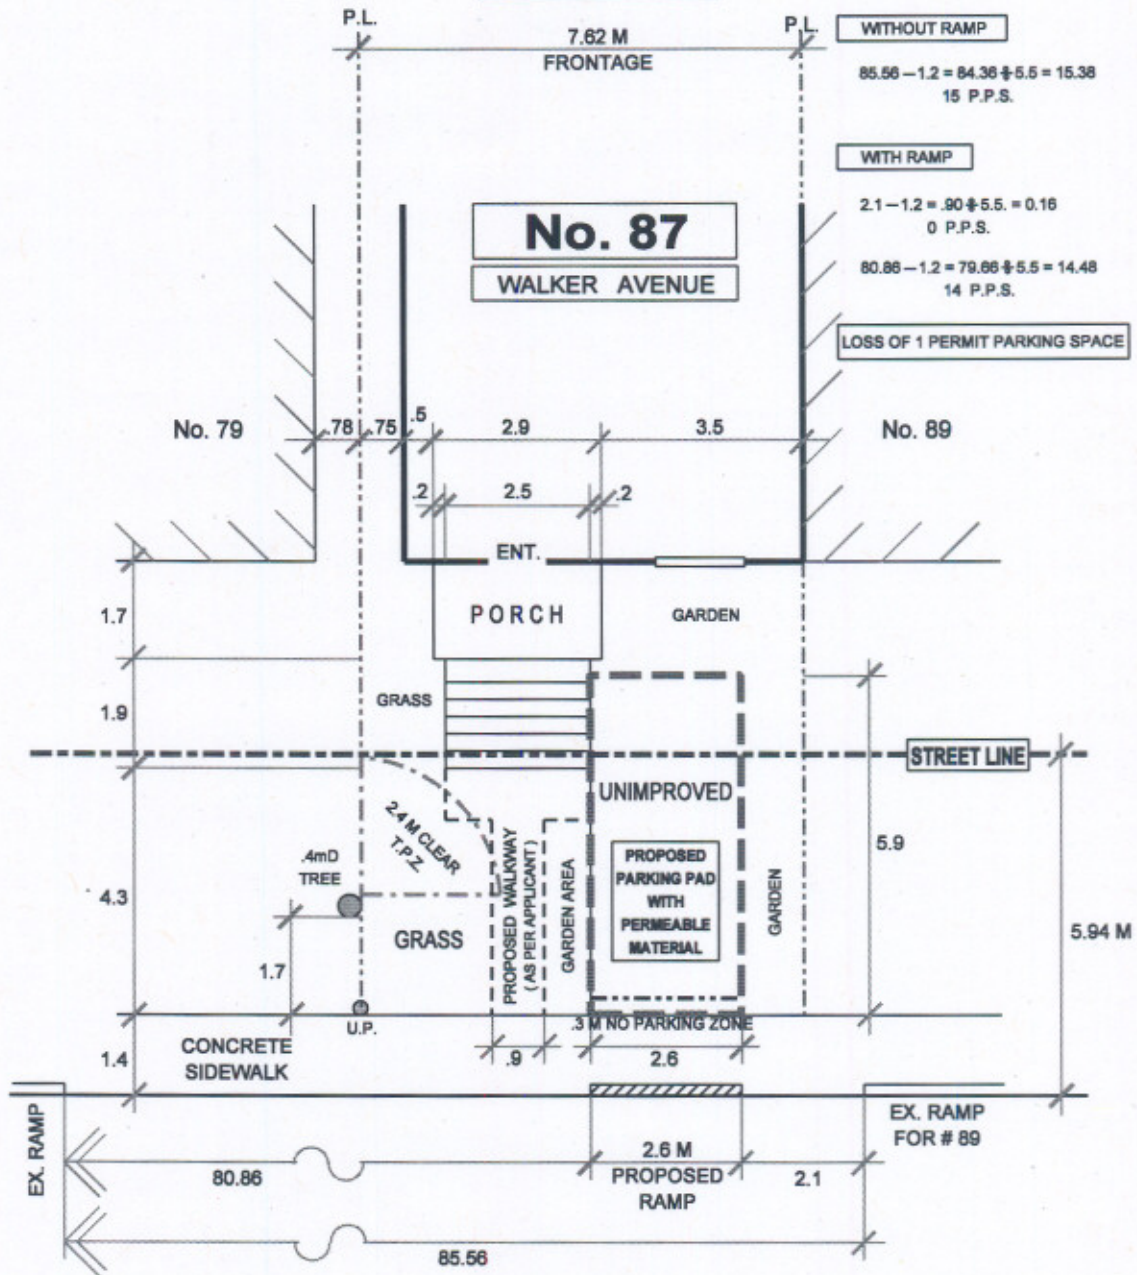 P.L.
7.62 M
FRONTAGE
P.L.
WITHOUT RAMP
85.56 – 1.2 = 84.36 ÷ 5.5 = 15.38
15 P.P.S.
WITH RAMP
2.1 – 1.2 = .90 ÷ 5.5. = 0.16
0 P.P.S.
80.86 – 1.2 = 79.66 ÷ 5.5 = 14.48
14 P.P.S.
LOSS OF 1 PERMIT PARKING SPACE
No. 87
WALKER AVENUE
No. 79
.78
.75
.5
2.9
3.5
No. 89
.2
2.5
.2
ENT.
1.7
PORCH
GARDEN
GRASS
1.9
STREET LINE
UNIMPROVED
2.4 M CLEAR
T.P.Z.
PROPOSED WALKWAY
( AS PER APPLICANT )
GARDEN AREA
PROPOSED
PARKING PAD
WITH
PERMEABLE
MATERIAL
GARDEN
5.9
.4mD
TREE
4.3
GRASS
5.94 M
1.7
U.P.
.3 M NO PARKING ZONE
1.4
CONCRETE
SIDEWALK
.9
2.6
EX. RAMP
EX. RAMP
FOR # 89
80.86
2.6 M
PROPOSED
RAMP
2.1
85.56